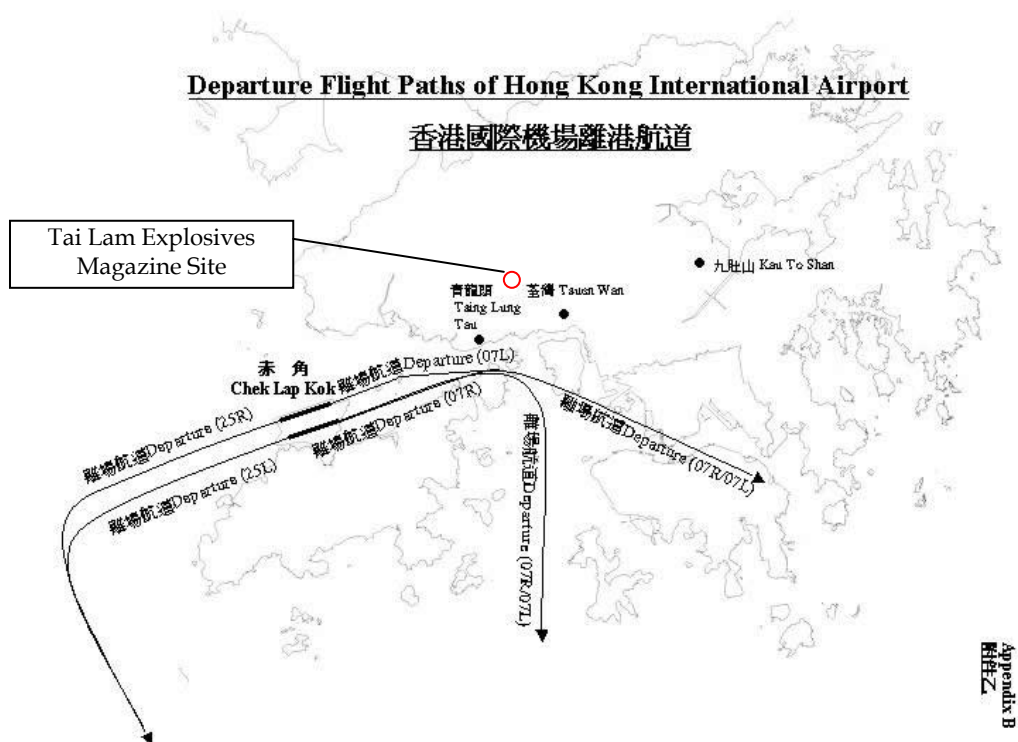 Departure Flight Paths of Hong Kong International Airport
香港國際機場離港航道
Tai Lam Explosives
Magazine Site
九肚山 Kau To Shan
青龍頭
Tsing Lung
Tau
荃灣 Tsuen Wan
赤 角
Chek Lap Kok
離場航道Departure (07L)
離場航道Departure (07R)
離場航道Departure (25R)
離場航道Departure (25L)
離場航道Departure (07R/07L)
離場航道Departure (07R/07L)
Appendix B
附件乙